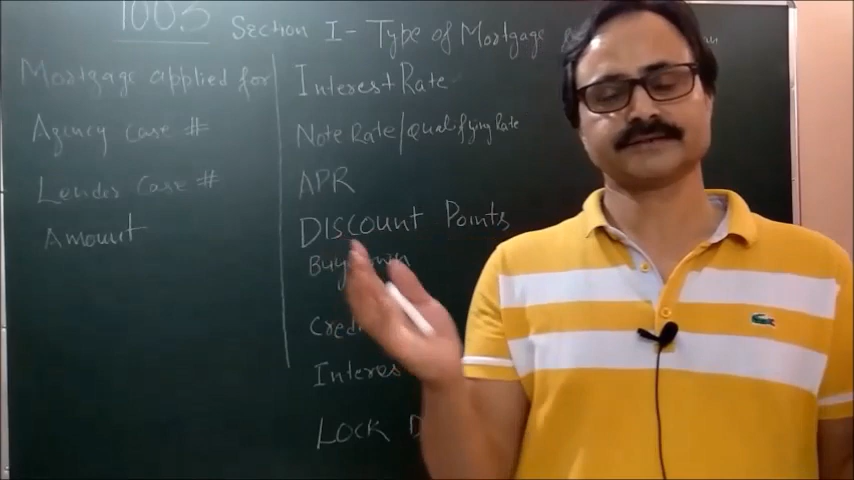 1003
Section I- Type of Mortgage
Mortgage applied for
Agency case #
Lender case #
Amount
Interest Rate
Note Rate/qualifying Rate
APR
DISCOUNT Points
LOCK